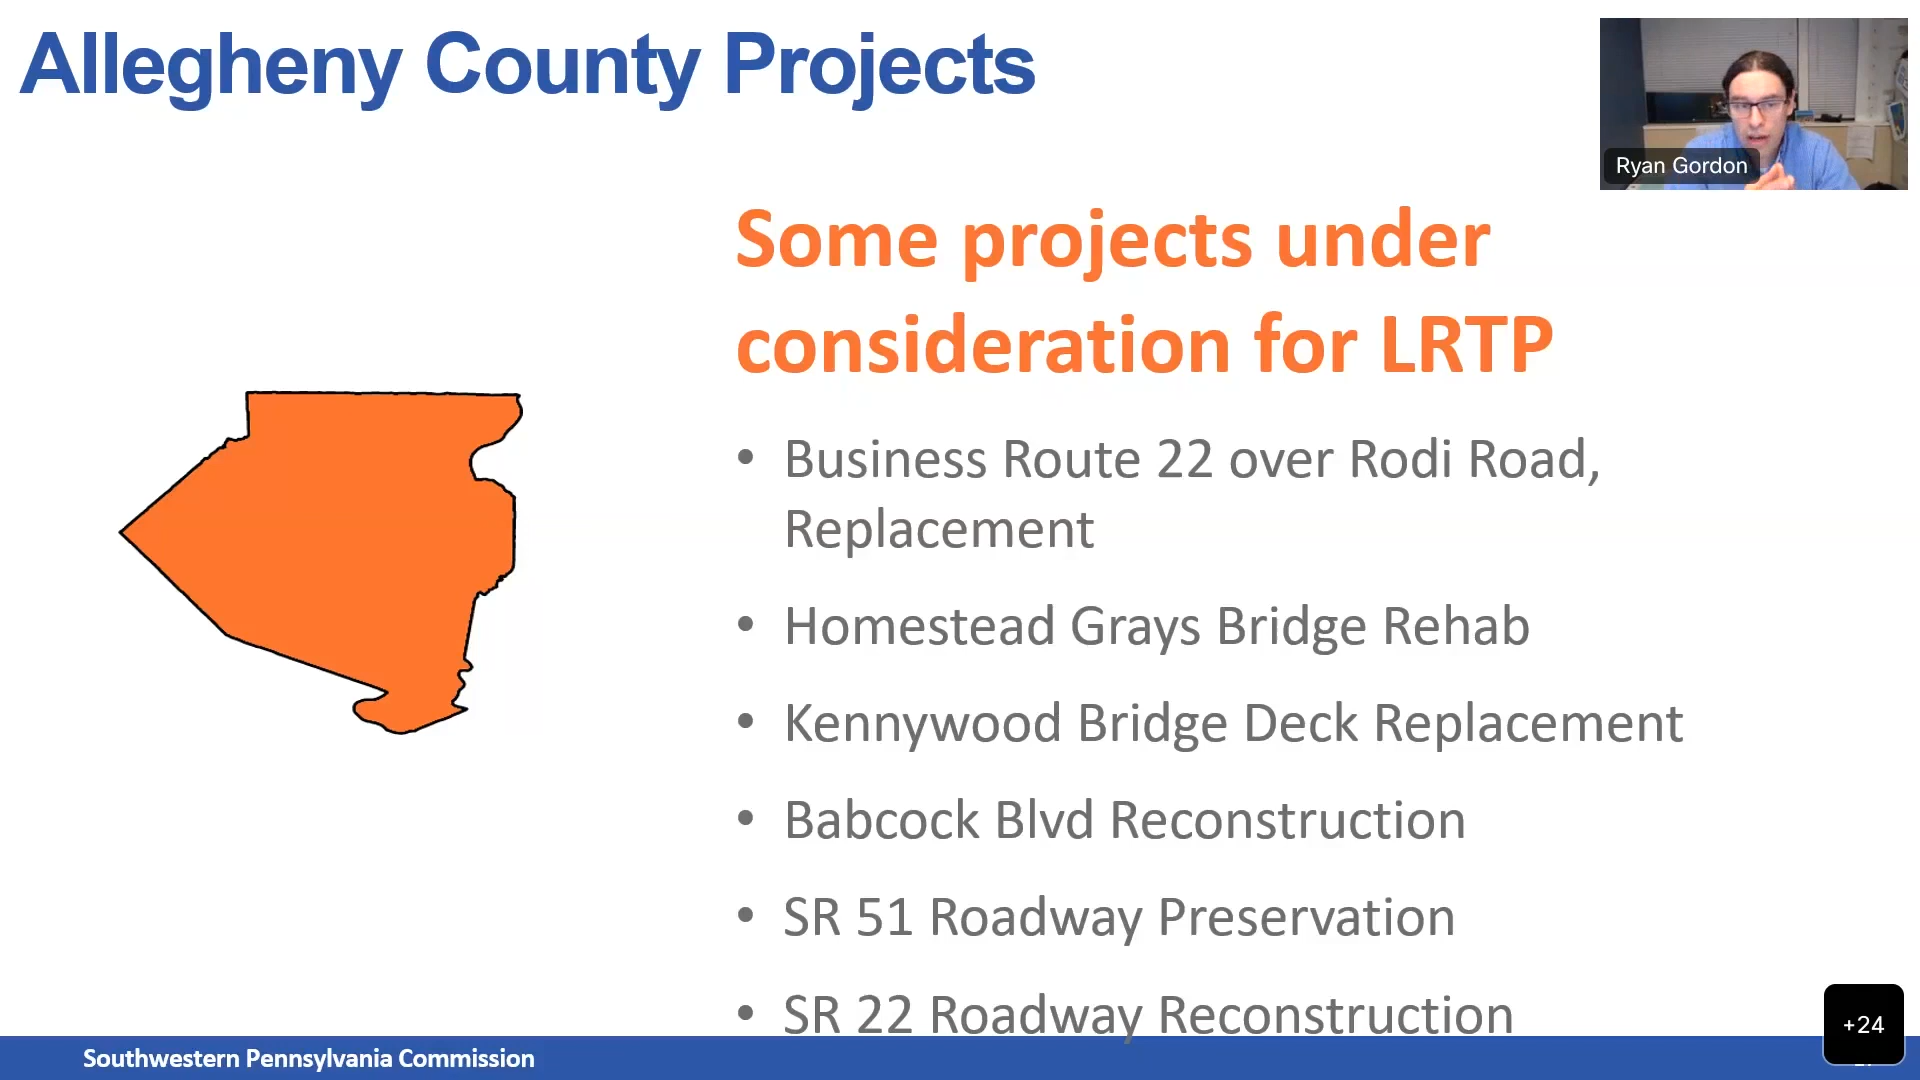 Allegheny County Projects
Ryan Gordon
Some projects under
consideration for LRTP
• Business Route 22 over Rodi Road,
Replacement
• Homestead Grays Bridge Rehab
• Kennywood Bridge Deck Replacement
• Babcock Blvd Reconstruction
• SR 51 Roadway Preservation
• SR 22 Roadway Reconstruction
+24
Southwestern Pennsylvania Commission